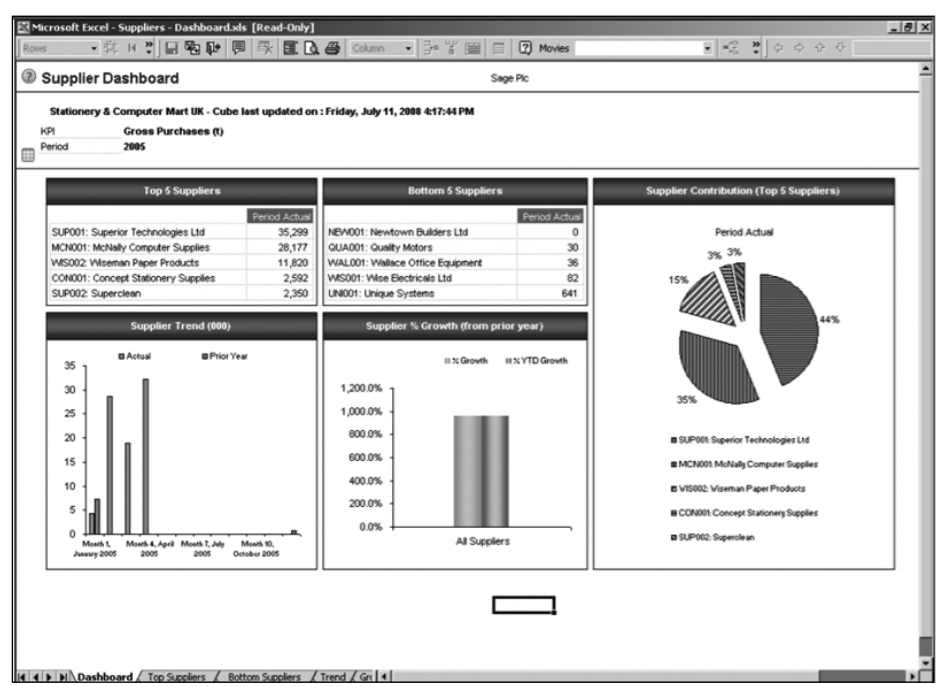 Microsoft Excel - Suppliers - Dashboard.xls [Read-Only]
Rows Column Movies
Supplier Dashboard
Sage Plc
Stationery & Computer Mart UK - Cube last updated on : Friday, July 11, 2008 4:17:44 PM
KPI Gross Purchases (t)
Period 2005
Top 5 Suppliers
Period Actual
SUP001: Superior Technologies Ltd 35,299
MCN001: McNally Computer Supplies 28,177
WIS002: Wiseman Paper Products 11,820
CON001: Concept Stationery Supplies 2,592
SUP002: Superclean 2,350
Bottom 5 Suppliers
Period Actual
NEW001: Newtown Builders Ltd 0
QUA001: Quality Motors 30
WAL001: Wallace Office Equipment 36
WIS001: Wise Electricals Ltd 82
UNI001: Unique Systems 641
Supplier Contribution (Top 5 Suppliers)
Period Actual
3% 3%
15%
44%
35%
SUP001: Superior Technologies Ltd
MCN001: McNally Computer Supplies
WIS002: Wiseman Paper Products
CON001: Concept Stationery Supplies
SUP002: Superclean
Supplier Trend (000)
Actual Prior Year
35
30
25
20
15
10
5
0
Month 1, Month 4, April Month 7, July Month 10,
January 2005 2005 2005 October 2005
Supplier % Growth (from prior year)
% Growth % YTD Growth
1,200.0%
1,000.0%
800.0%
600.0%
400.0%
200.0%
0.0%
All Suppliers
Dashboard Top Suppliers Bottom Suppliers Trend Gr